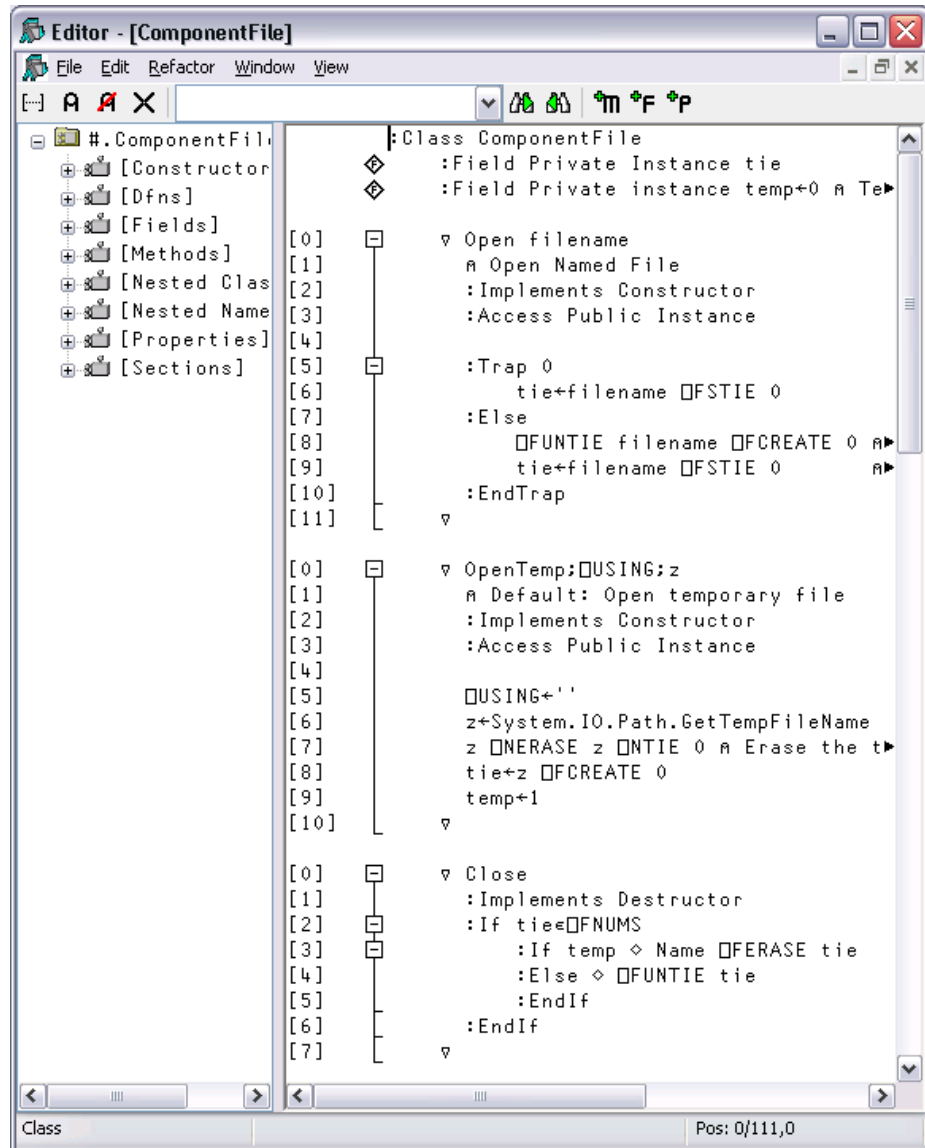 Editor - [ComponentFile]
File Edit Refactor Window View
#.ComponentFil
[Constructor
[Dfns]
[Fields]
[Methods]
[Nested Clas
[Nested Name
[Properties]
[Sections]
:Class ComponentFile
:Field Private Instance tie
:Field Private instance temp←0 ⍝ Te
[0] ∇ Open filename
[1] ⍝ Open Named File
[2] :Implements Constructor
[3] :Access Public Instance
[4]
[5] :Trap 0
[6] tie←filename ⎕FSTIE 0
[7] :Else
[8] ⎕FUNTIE filename ⎕FCREATE 0 ⍝
[9] tie←filename ⎕FSTIE 0 ⍝
[10] :EndTrap
[11] ∇
[0] ∇ OpenTemp;⎕USING;z
[1] ⍝ Default: Open temporary file
[2] :Implements Constructor
[3] :Access Public Instance
[4]
[5] ⎕USING←''
[6] z←System.IO.Path.GetTempFileName
[7] z ⎕NERASE z ⎕NTIE 0 ⍝ Erase the t
[8] tie←z ⎕FCREATE 0
[9] temp←1
[10] ∇
[0] ∇ Close
[1] :Implements Destructor
[2] :If tie∊⎕FNUMS
[3] :If temp ⋄ Name ⎕FERASE tie
[4] :Else ⋄ ⎕FUNTIE tie
[5] :EndIf
[6] :EndIf
[7] ∇
Class Pos: 0/111,0